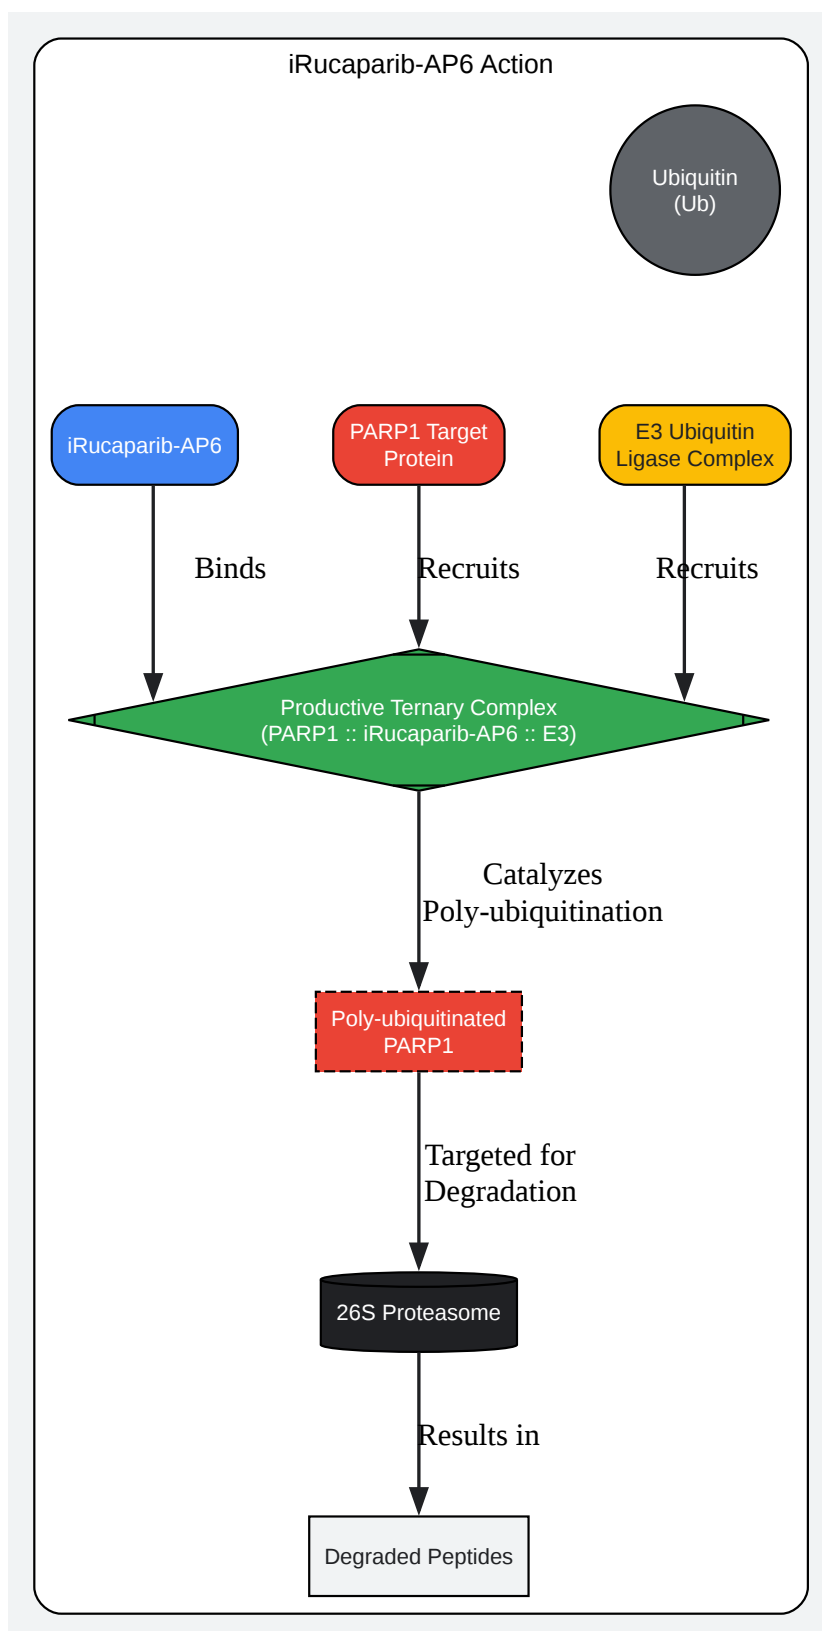 iRucaparib-AP6 Action
Ubiquitin
(Ub)
iRucaparib-AP6
PARP1 Target
Protein
E3 Ubiquitin
Ligase Complex
Binds
Recruits
Recruits
Productive Ternary Complex
(PARP1 :: iRucaparib-AP6 :: E3)
Catalyzes
Poly-ubiquitination
Poly-ubiquitinated
PARP1
Targeted for
Degradation
26S Proteasome
Results in
Degraded Peptides